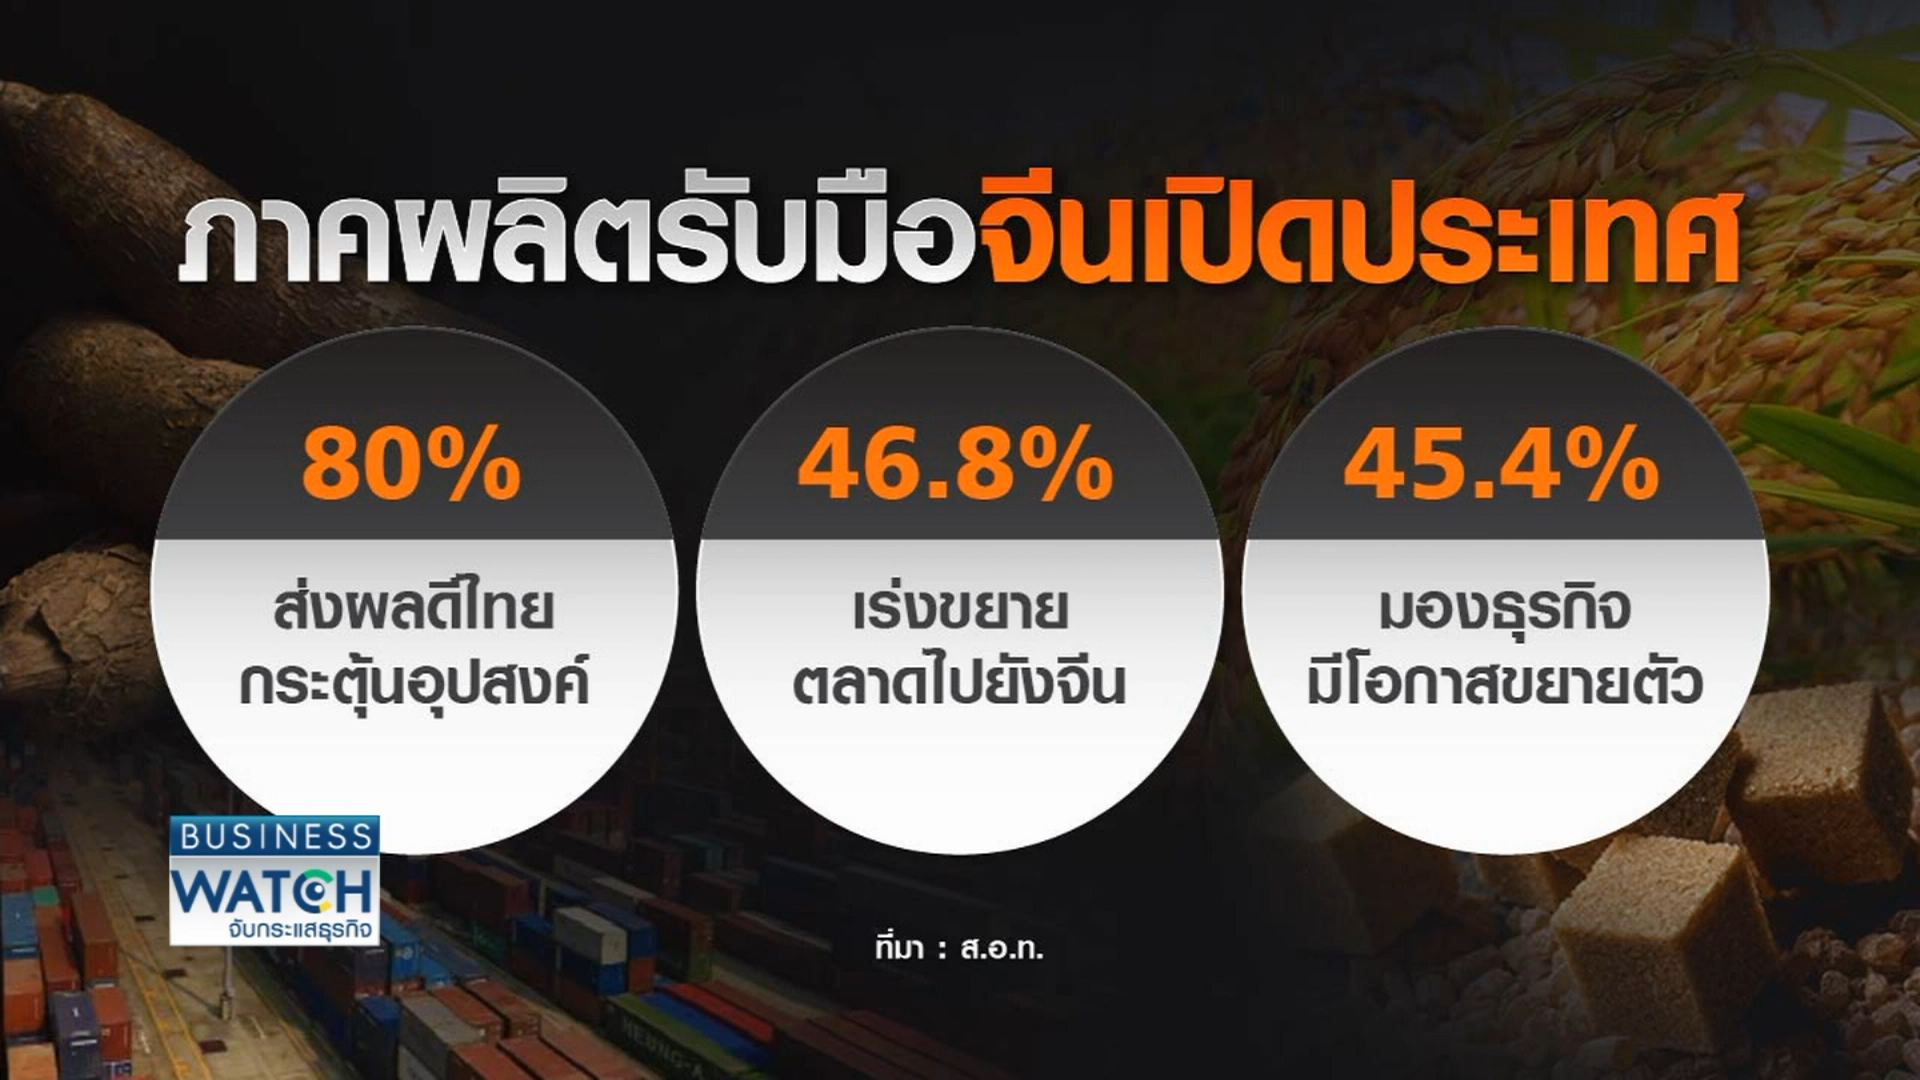 ภาคผลิตรับมือจีนเปิดประเทศ
80%
ส่งผลดีไทย
กระตุ้นอุปสงค์
46.8%
เร่งขยาย
ตลาดไปยังจีน
45.4%
มองธุรกิจ
มีโอกาสขยายตัว
BUSINESS
WATCH
จับกระแสธุรกิจ
ที่มา : ส.อ.ท.
HEUNG-A